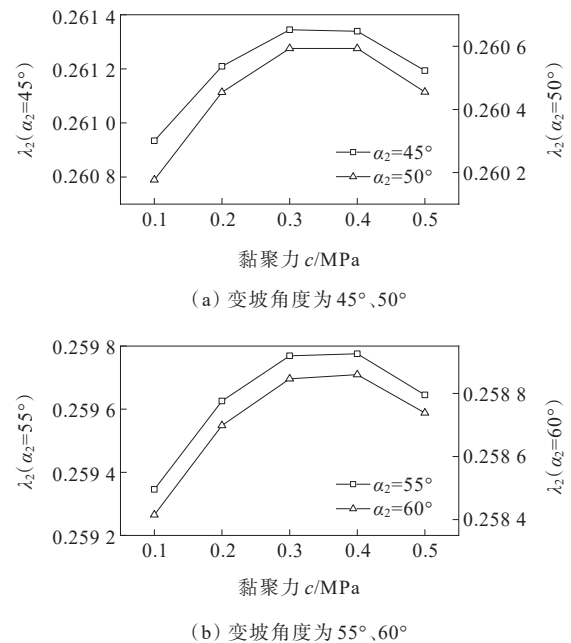 0.261 4
0.261 2
0.261 0
0.260 8
λ₂(α₂=45°)
0.260 6
0.260 4
0.260 2
λ₂(α₂=50°)
α₂=45°
α₂=50°
0.1 0.2 0.3 0.4 0.5
黏聚力 c/MPa
(a) 变坡角度为 45°、50°
0.259 8
0.259 6
0.259 4
0.259 2
λ₂(α₂=55°)
0.258 8
0.258 6
0.258 4
λ₂(α₂=60°)
α₂=55°
α₂=60°
0.1 0.2 0.3 0.4 0.5
黏聚力 c/MPa
(b) 变坡角度为 55°、60°